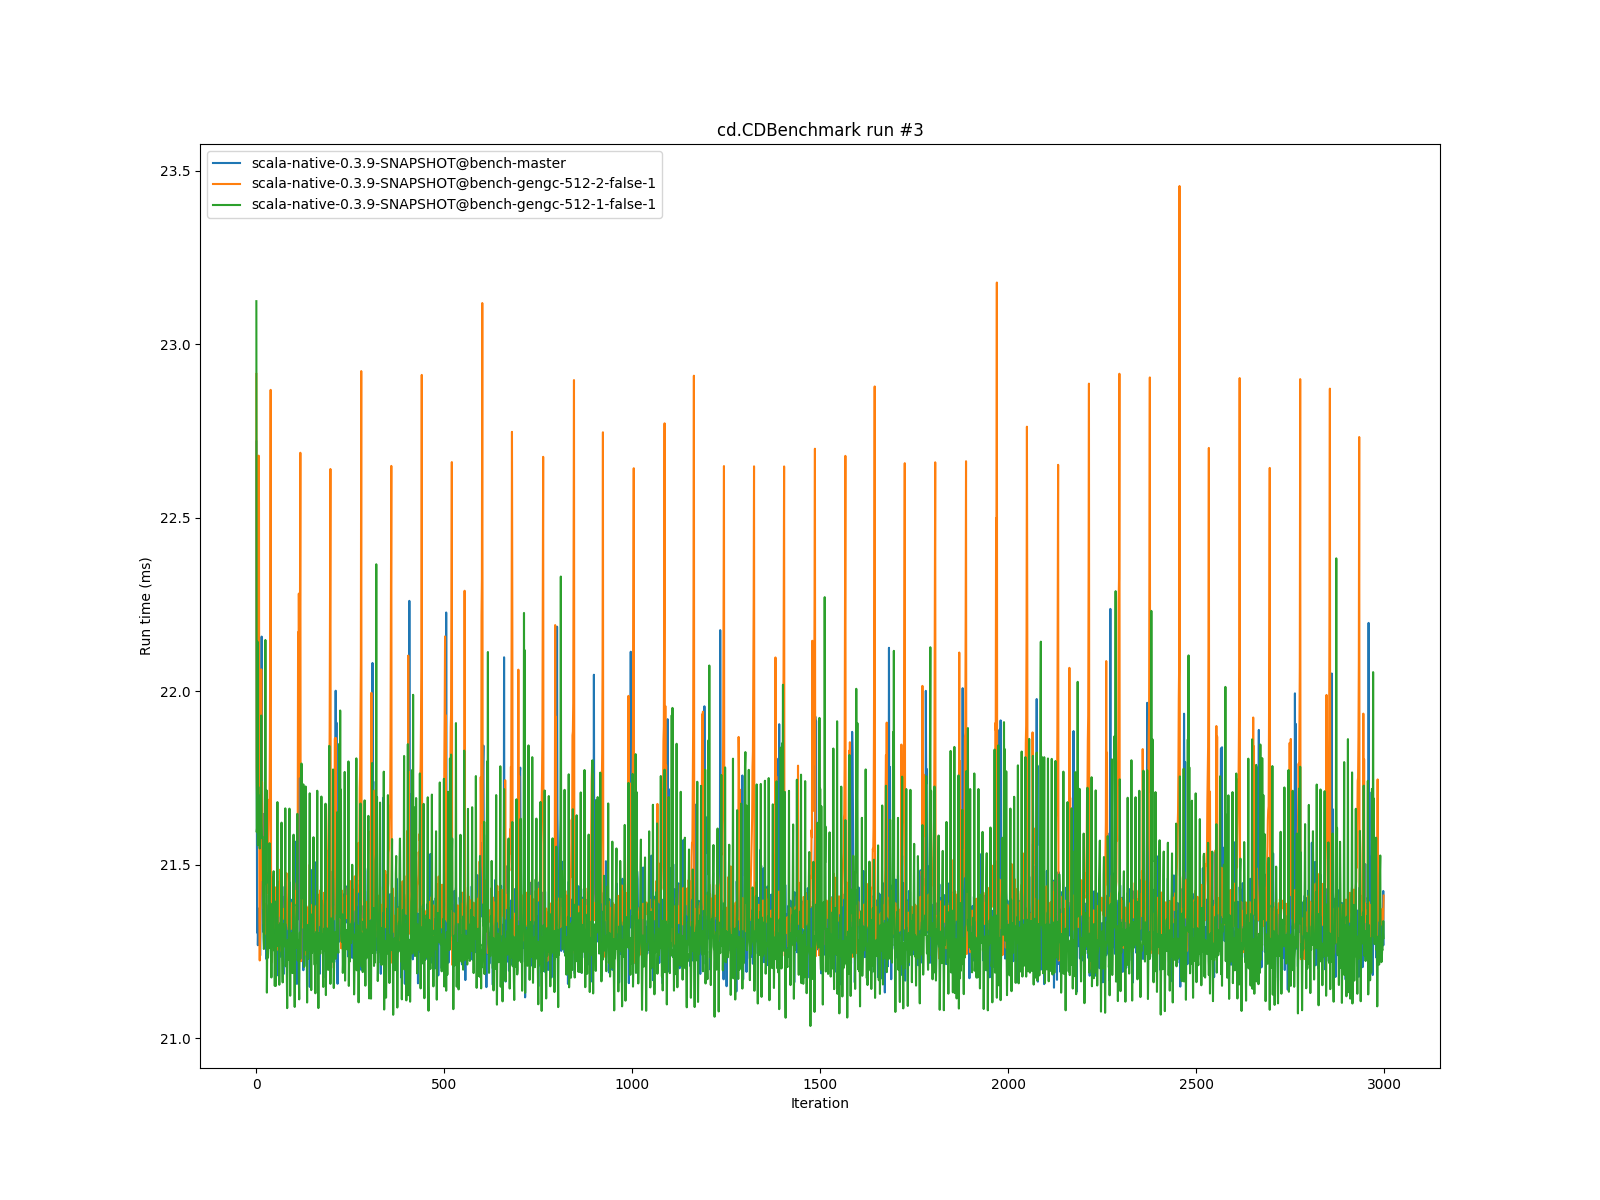 cd.CDBenchmark run #3
scala-native-0.3.9-SNAPSHOT@bench-master
scala-native-0.3.9-SNAPSHOT@bench-gengc-512-2-false-1
scala-native-0.3.9-SNAPSHOT@bench-gengc-512-1-false-1
23.5
23.0
22.5
22.0
21.5
21.0
Run time (ms)
0 500 1000 1500 2000 2500 3000
Iteration